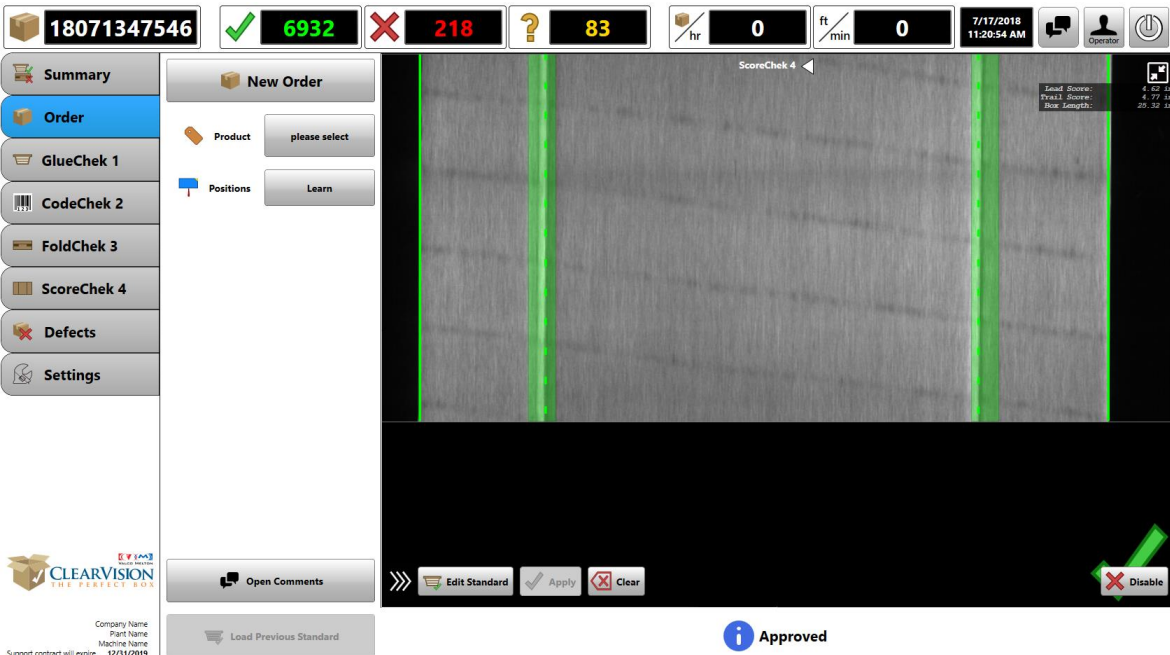 18071347546
6932
218
83
/hr
0
ft/min
0
7/17/2018
11:20:54 AM
Operator
Summary
Order
GlueChek 1
CodeChek 2
FoldChek 3
ScoreChek 4
Defects
Settings
New Order
Product
please select
Positions
Learn
ScoreChek 4
Lead Score: 4.62 i
Trail Score: 4.77 i
Box Length: 25.32 i
Open Comments
Load Previous Standard
Edit Standard
Apply
Clear
Disable
Approved
VALCO MELTON
CLEARVISION
THE PERFECT BOX
Company Name
Plant Name
Machine Name
Support contract will expire 12/31/2019